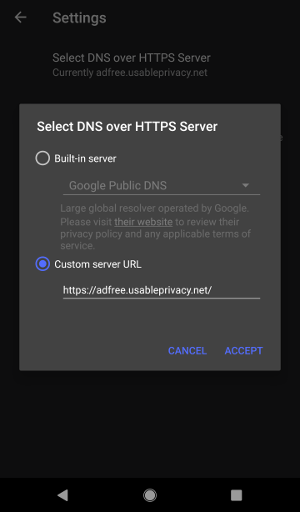 Settings
Select DNS over HTTPS Server
Currently adfree.usableprivacy.net
Select DNS over HTTPS Server
Built-in server
Google Public DNS
Large global resolver operated by Google.
Please visit their website to review their
privacy policy and any applicable terms of
service.
Custom server URL
https://adfree.usableprivacy.net/
CANCEL ACCEPT